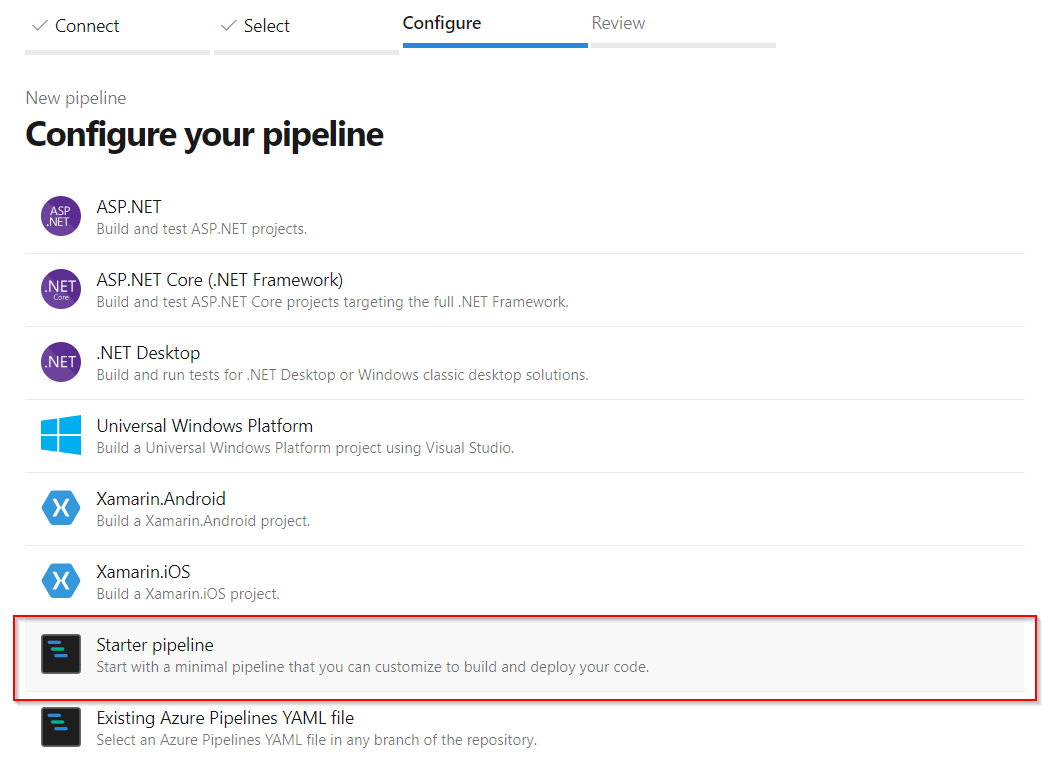 Connect
Select
Configure
Review
New pipeline
Configure your pipeline
ASP
.NET
ASP.NET
Build and test ASP.NET projects.
.NET
Core
ASP.NET Core (.NET Framework)
Build and test ASP.NET Core projects targeting the full .NET Framework.
.NET
.NET Desktop
Build and run tests for .NET Desktop or Windows classic desktop solutions.
Universal Windows Platform
Build a Universal Windows Platform project using Visual Studio.
X
Xamarin.Android
Build a Xamarin.Android project.
X
Xamarin.iOS
Build a Xamarin.iOS project.
Starter pipeline
Start with a minimal pipeline that you can customize to build and deploy your code.
Existing Azure Pipelines YAML file
Select an Azure Pipelines YAML file in any branch of the repository.